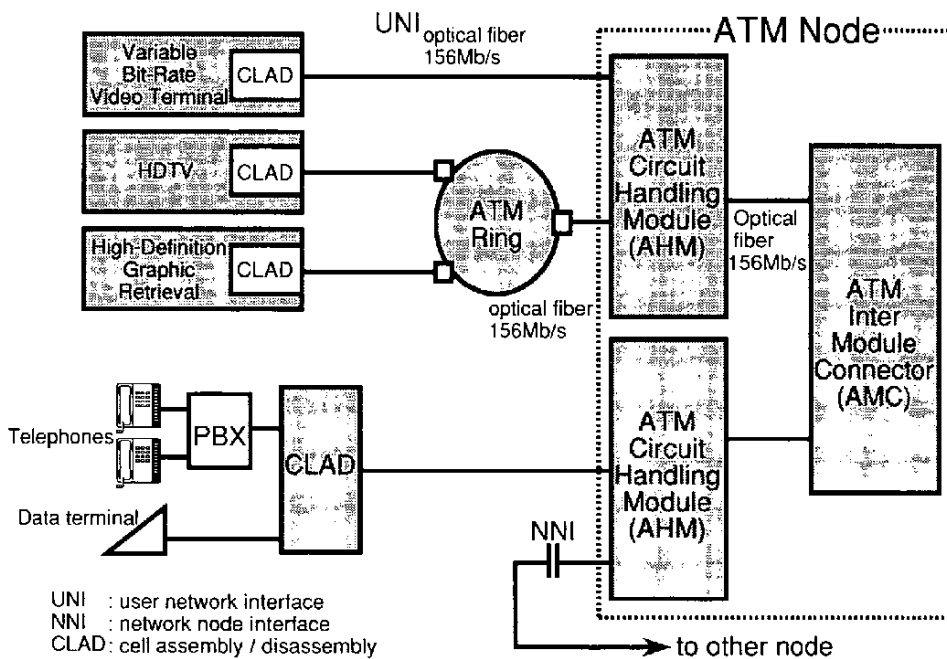 UNI optical fiber
156Mb/s
ATM Node
Variable
Bit-Rate
Video Terminal
CLAD
HDTV
CLAD
High-Definition
Graphic
Retrieval
CLAD
ATM
Ring
optical fiber
156Mb/s
ATM
Circuit
Handling
Module
(AHM)
Optical
fiber
156Mb/s
ATM
Inter
Module
Connector
(AMC)
Telephones
PBX
CLAD
Data terminal
ATM
Circuit
Handling
Module
(AHM)
NNI
to other node
UNI : user network interface
NNI : network node interface
CLAD : cell assembly / disassembly